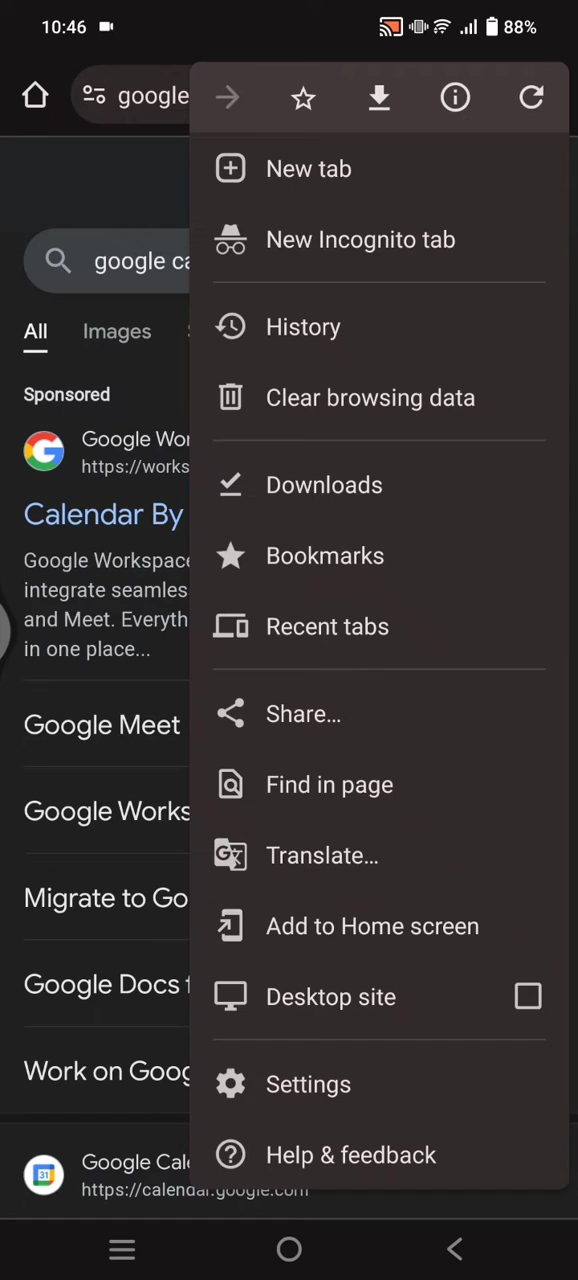 10:46
88%
google
New tab
New Incognito tab
google ca
History
All Images
Clear browsing data
Sponsored
Google Wor
https://works
Downloads
Calendar By
Bookmarks
Google Workspace
integrate seamles
and Meet. Everyth
in one place...
Recent tabs
Share...
Google Meet
Find in page
Google Works
Translate...
Migrate to Go
Add to Home screen
Google Docs f
Desktop site
Work on Goog
Settings
Help & feedback
31
Google Cale
https://calendar.google.com